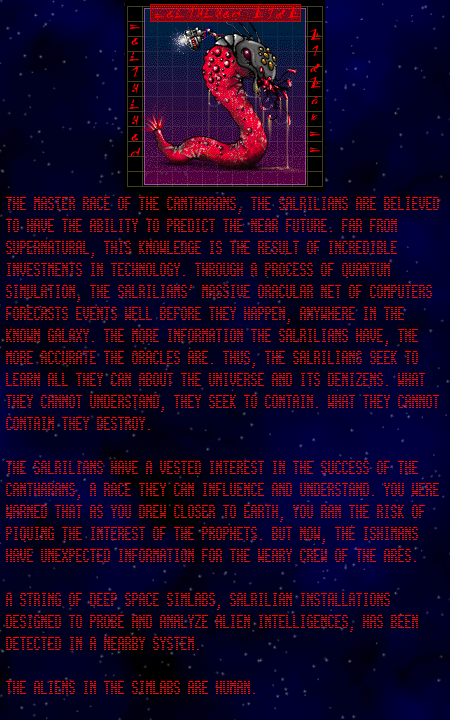 THE MASTER RACE OF THE CANTHARANS, THE SALRILIANS ARE BELIEVED
TO HAVE THE ABILITY TO PREDICT THE NEAR FUTURE. FAR FROM
SUPERNATURAL, THIS KNOWLEDGE IS THE RESULT OF INCREDIBLE
INVESTMENTS IN TECHNOLOGY. THROUGH A PROCESS OF QUANTUM
SIMULATION, THE SALRILIANS' MASSIVE ORACULAR NET OF COMPUTERS
FORECASTS EVENTS WELL BEFORE THEY HAPPEN, ANYWHERE IN THE
KNOWN GALAXY. THE MORE INFORMATION THE SALRILIANS HAVE, THE
MORE ACCURATE THE ORACLES ARE. THUS, THE SALRILIANS SEEK TO
LEARN ALL THEY CAN ABOUT THE UNIVERSE AND ITS DENIZENS. WHAT
THEY CANNOT UNDERSTAND, THEY SEEK TO CONTAIN. WHAT THEY CANNOT
CONTAIN THEY DESTROY.
THE SALRILIANS HAVE A VESTED INTEREST IN THE SUCCESS OF THE
CANTHARANS, A RACE THEY CAN INFLUENCE AND UNDERSTAND. YOU WERE
WARNED THAT AS YOU DREW CLOSER TO EARTH, YOU RAN THE RISK OF
PIQUING THE INTEREST OF THE PROPHETS. BUT NOW, THE ISHIMANS
HAVE UNEXPECTED INFORMATION FOR THE WEARY CREW OF THE ARES.
A STRING OF DEEP SPACE SIMLABS, SALRILIAN INSTALLATIONS
DESIGNED TO PROBE AND ANALYZE ALIEN INTELLIGENCES, HAS BEEN
DETECTED IN A NEARBY SYSTEM.
THE ALIENS IN THE SIMLABS ARE HUMAN.